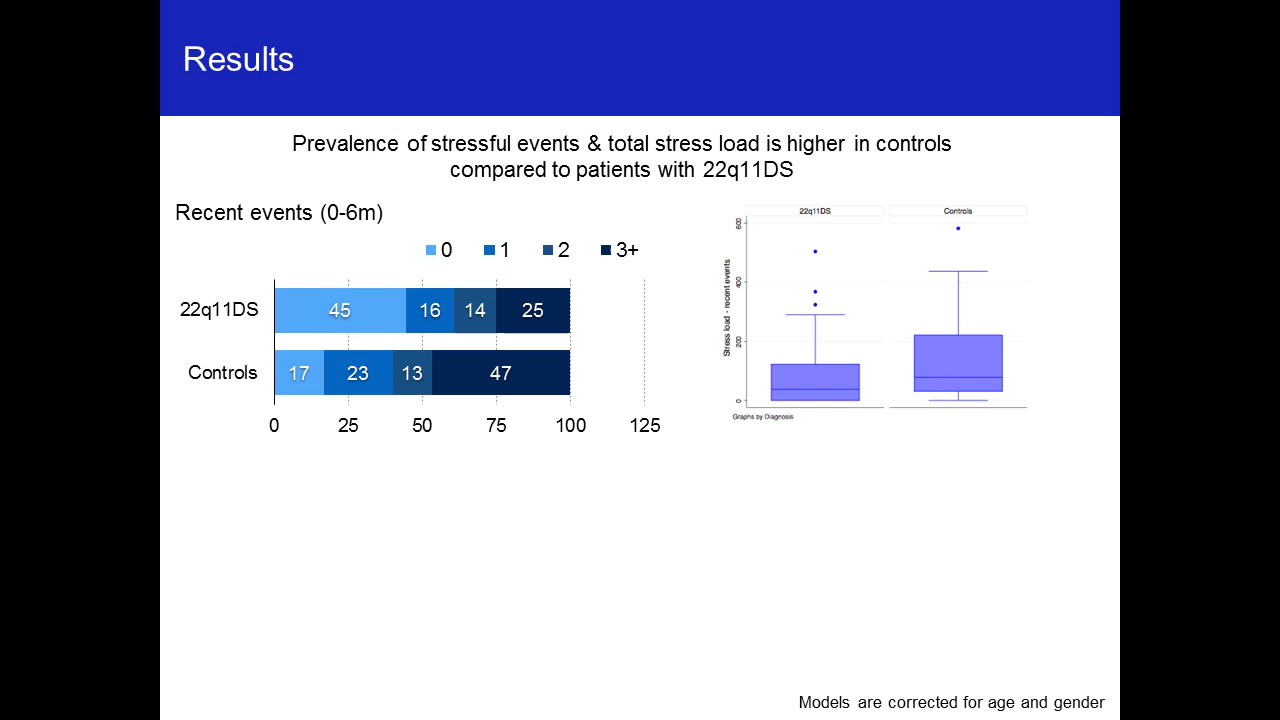 Results
Prevalence of stressful events & total stress load is higher in controls
compared to patients with 22q11DS
Recent events (0-6m)
0 1 2 3+
22q11DS 45 16 14 25
Controls 17 23 13 47
0 25 50 75 100 125
22q11DS Controls
Stress load - recent events
600
400
200
0
Graphs by Diagnosis
Models are corrected for age and gender